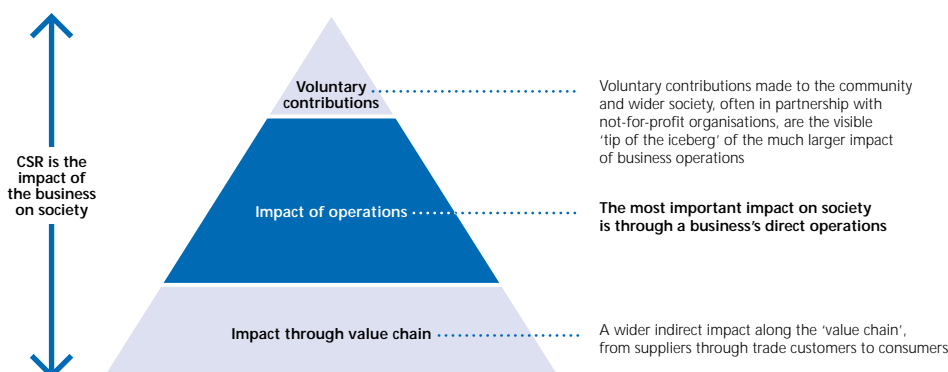 CSR is the
impact of
the business
on society
Voluntary
contributions
Voluntary contributions made to the community
and wider society, often in partnership with
not-for-profit organisations, are the visible
‘tip of the iceberg’ of the much larger impact
of business operations
Impact of operations
The most important impact on society
is through a business’s direct operations
Impact through value chain
A wider indirect impact along the ‘value chain’,
from suppliers through trade customers to consumers